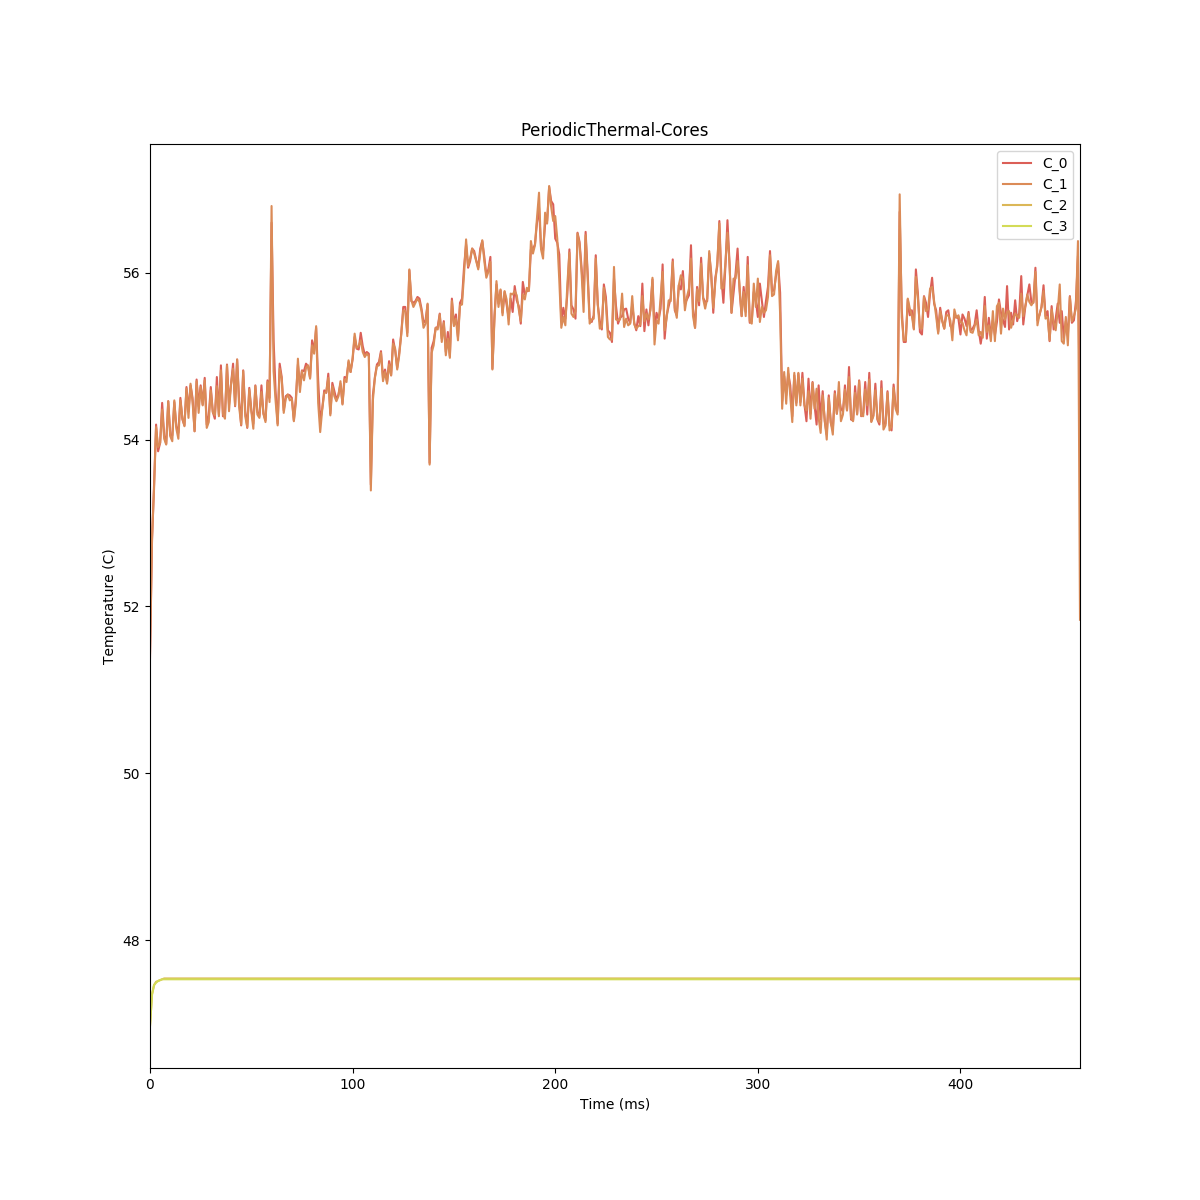 PeriodicThermal-Cores
C_0
C_1
C_2
C_3
56
54
52
50
48
Temperature (C)
0 100 200 300 400
Time (ms)